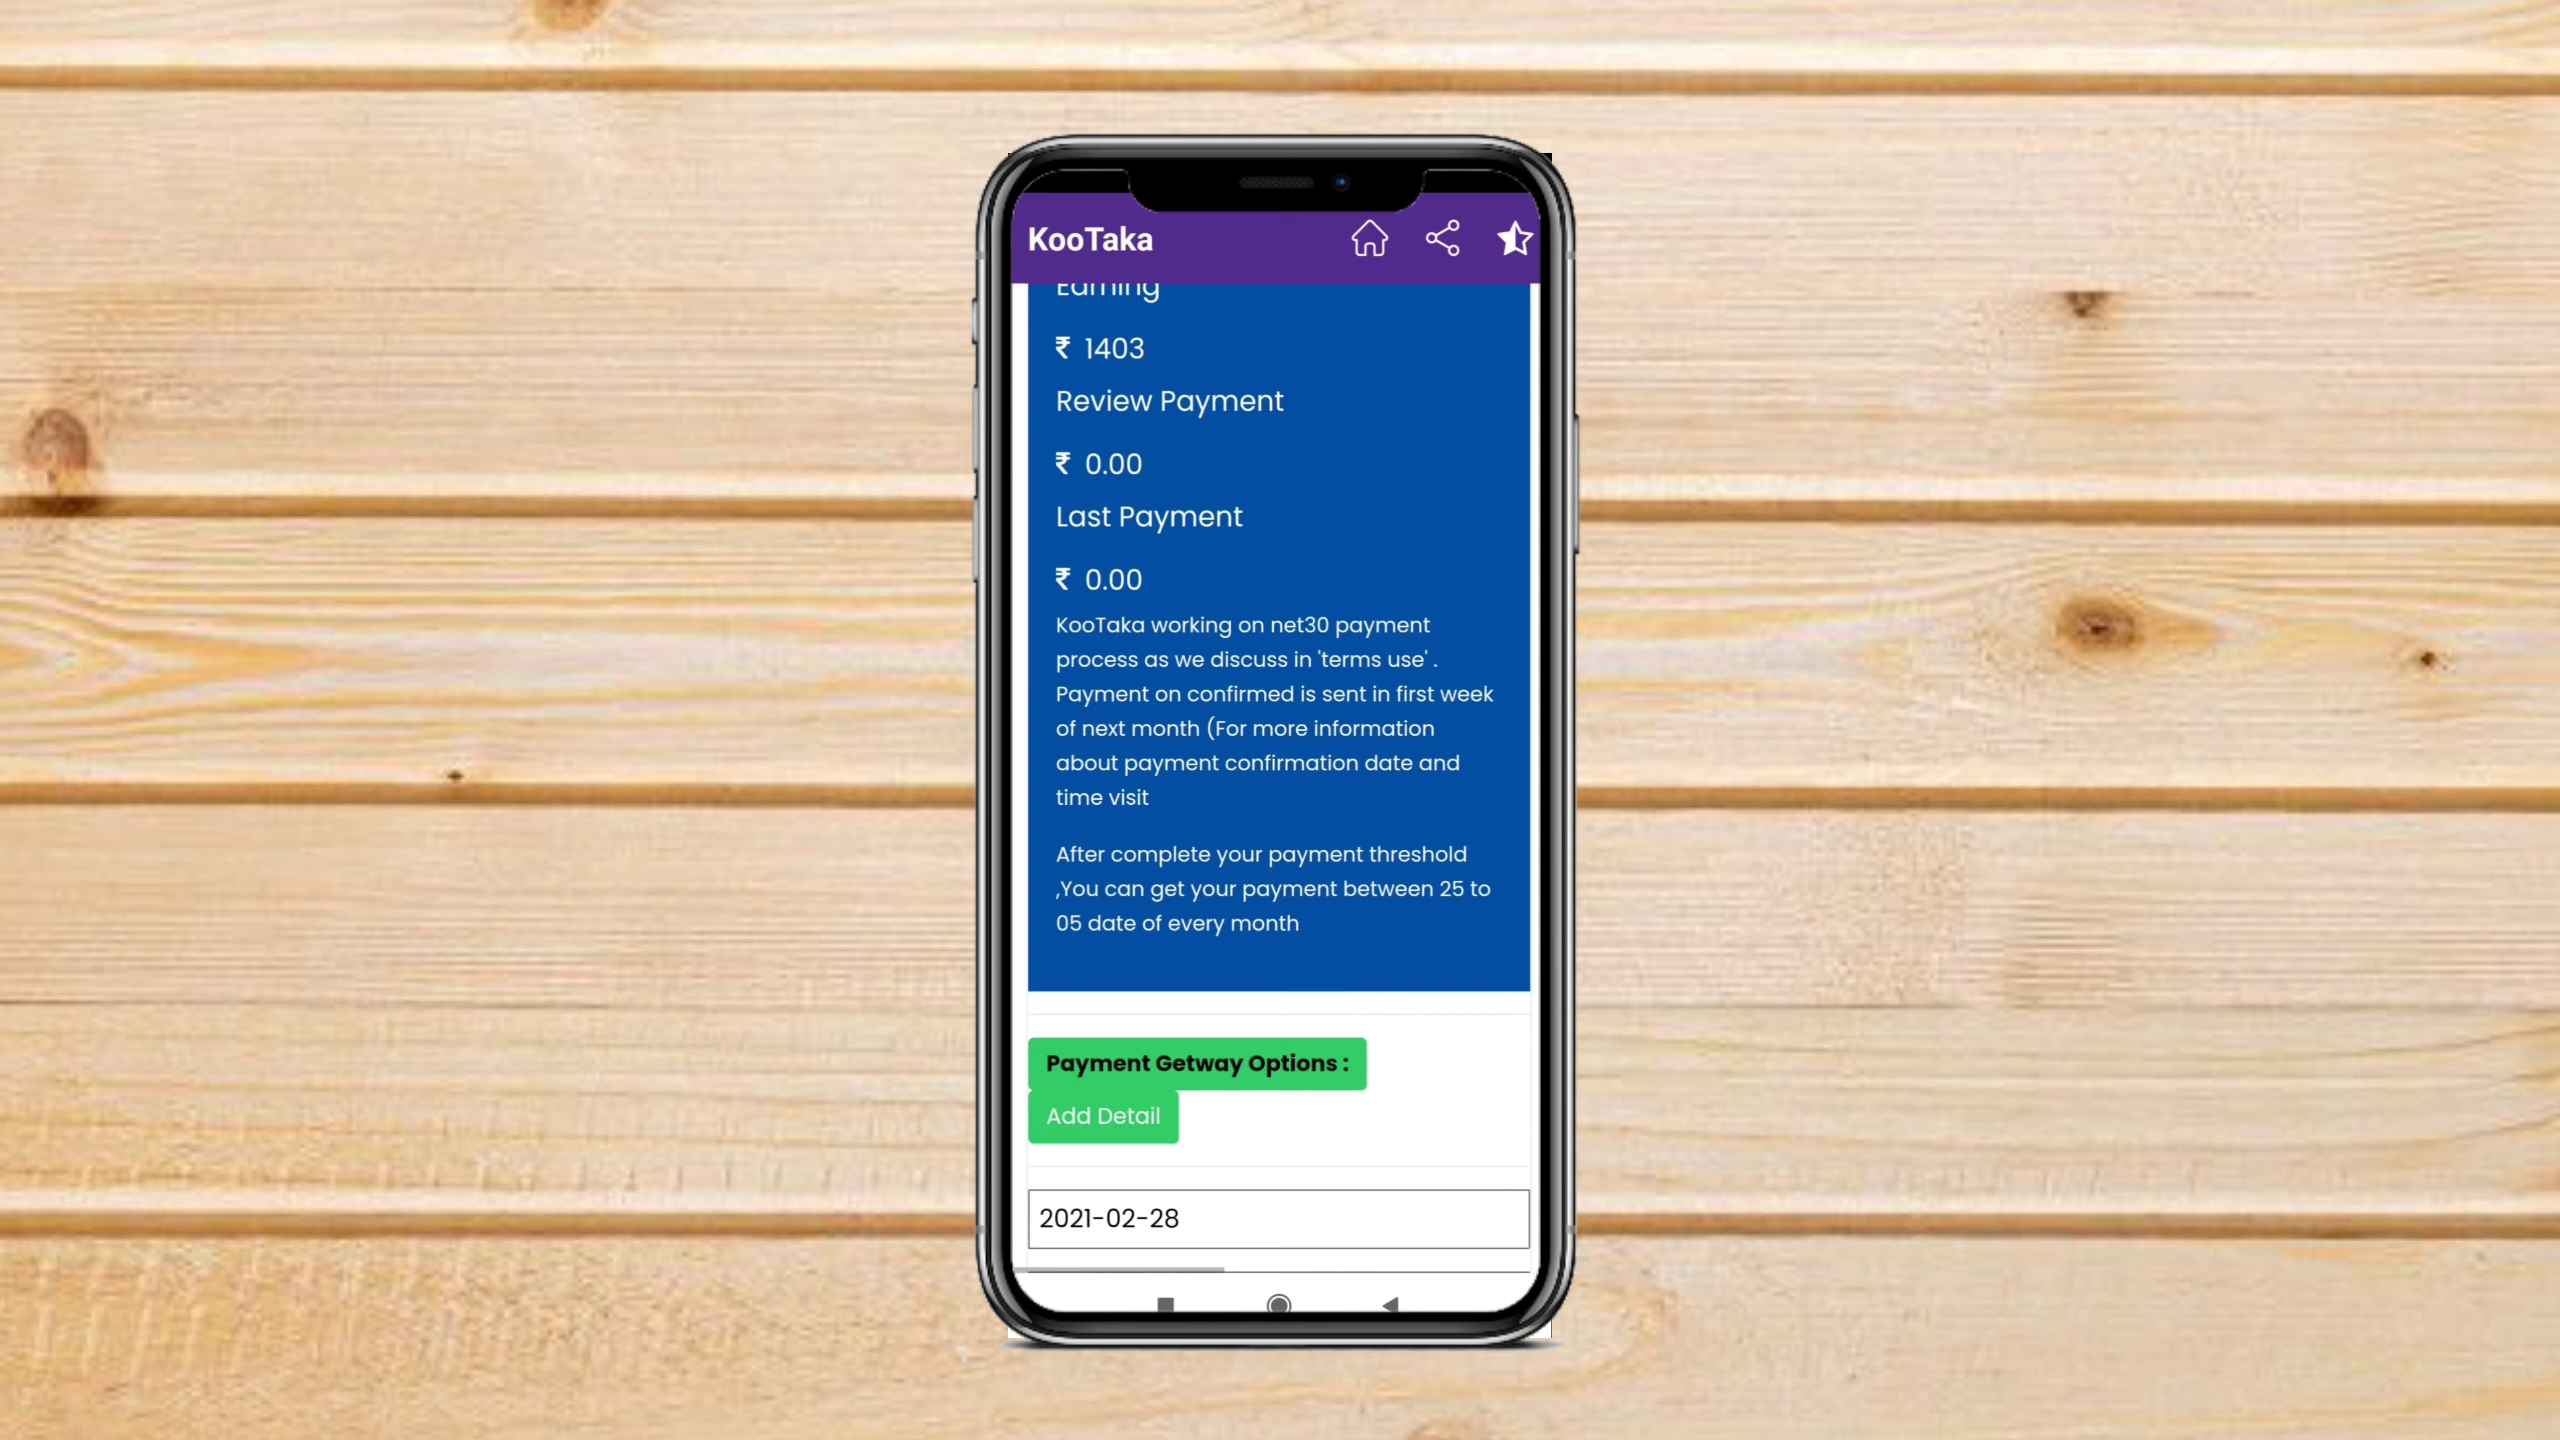 KooTaka
Earning
₹ 1403
Review Payment
₹ 0.00
Last Payment
₹ 0.00
KooTaka working on net30 payment
process as we discuss in 'terms use' .
Payment on confirmed is sent in first week
of next month (For more information
about payment confirmation date and
time visit
After complete your payment threshold
,You can get your payment between 25 to
05 date of every month
Payment Getway Options :
Add Detail
2021-02-28